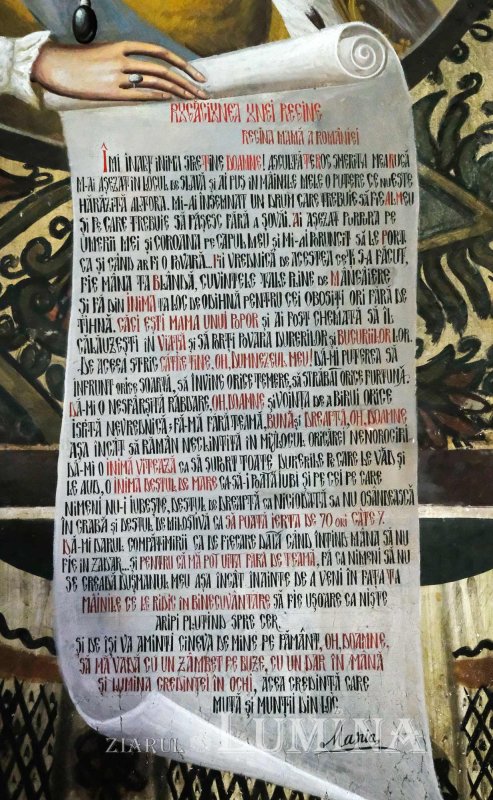 RUGĂCIUNEA UNEI REGINE
REGINA MAMĂ A ROMÂNIEI
ÎMI ÎNALȚ INIMA SPRE TINE DOAMNE! ASCULTĂ TE ROG SMERITA MEA RUGĂ
M-AI AȘEZAT ÎN LOCUL DE SLAVĂ ȘI AI PUS ÎN MÂINILE MELE O PUTERE CE NU ESTE
HĂRĂZITĂ ALTORA. MI-AI ÎNSEMNAT UN DRUM CARE TREBUIE SĂ FIE AL MEU
ȘI PE CARE TREBUIE SĂ PĂȘESC FĂRĂ A ȘOVĂI. AI AȘEZAT PURPURA PE
UMERII MEI ȘI COROANA PE CAPUL MEU ȘI MI-AI PORUNCIT SĂ LE PORT
CA ȘI CÂND AR FI O POVARĂ... FII VREDNICĂ DE ACESTEA CE ȚI S-A FĂCUT,
FIE MÂNA TA BLÂNDĂ, CUVINTELE TALE PLINE DE MÂNGÂIERE
ȘI FĂ DIN INIMA TA LOC DE ODIHNĂ PENTRU CEI OBOSIȚI ORI FĂRĂ DE
TIHNĂ. CĂCI EȘTI MAMA UNUI POPOR ȘI AI FOST CHEMATĂ SĂ ÎL
CĂLĂUZEȘTI ÎN VIAȚĂ ȘI SĂ PORȚI POVARA DURERILOR ȘI BUCURIILOR LOR.
-DE ACEEA STRIG CĂTRE TINE, OH, DUMNEZEUL MEU! DĂ-MI PUTEREA SĂ
ÎNFRUNT ORICE SOARTĂ, SĂ ÎNVING ORICE TEMERE, SĂ STRĂBAT ORICE FURTUNĂ.
DĂ-MI O NESFÂRȘITĂ RĂBDARE, OH, DOAMNE ȘI VOINȚA DE A BIRUI ORICE
ISPITĂ NEVREDNICĂ; FĂ-MĂ FĂRĂ TEAMĂ, BUNĂ ȘI DREAPTĂ, OH, DOAMNE
AȘA ÎNCÂT SĂ RĂMÂN NECLINTITĂ ÎN MIJLOCUL ORICĂREI NENOROCIRI
DĂ-MI O INIMĂ VITEAZĂ CA SĂ SUPORT TOATE DURERILE PE CARE LE VĂD ȘI
LE AUD, O INIMĂ DESTUL DE MARE CA SĂ-I POATĂ IUBI ȘI PE CEI PE CARE
NIMENI NU-I IUBEȘTE, DESTUL DE DREAPTĂ CA NICIODATĂ SĂ NU OSÂNDEASCĂ
ÎN GRABĂ ȘI DESTUL DE MILOSTIVĂ CA SĂ POATĂ IERTA DE 70 ORI CÂTE 7.
DĂ-MI DARUL COMPĂTIMIRII CA DE FIECARE DATĂ CÂND ÎNTIND MÂNA SĂ NU
FIE ÎN ZADAR...ȘI PENTRU CĂ MĂ POT UITA FĂRĂ DE TEAMĂ, FĂ CA NIMENI SĂ NU
SE CREADĂ DUȘMANUL MEU AȘA ÎNCÂT ÎNAINTE DE A VENI ÎN FAȚA TA
MÂINILE CE LE RIDIC ÎN BINECUVÂNTARE SĂ FIE UȘOARE CA NIȘTE
ARIPI PLUTIND SPRE CER
ȘI DE ÎȘI VA AMINTI CINEVA DE MINE PE PĂMÂNT, OH, DOAMNE,
SĂ MĂ VADĂ CU UN ZÂMBET PE BUZE, CU UN DAR ÎN MÂNĂ
ȘI LUMINA CREDINȚEI ÎN OCHI, ACEA CREDINȚĂ CARE
MUTĂ ȘI MUNȚII DIN LOC
Maria
ZIARUL LUMINA